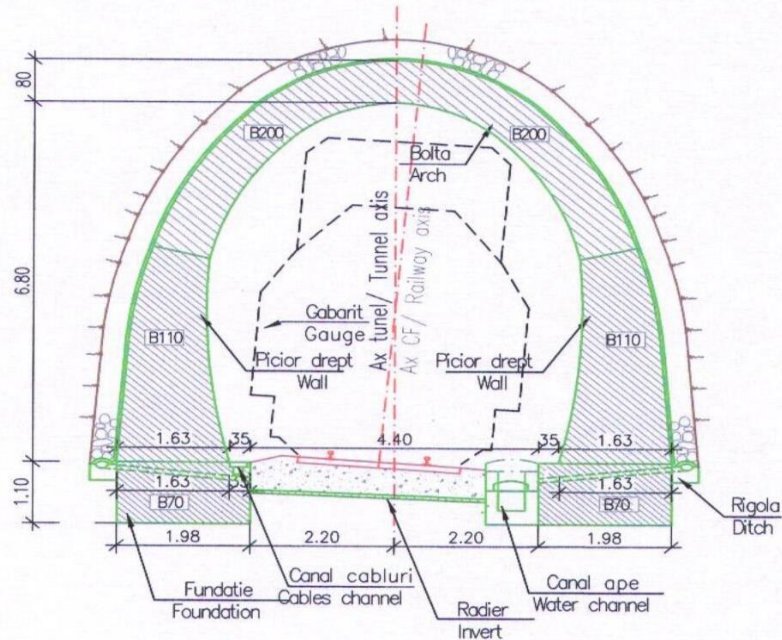 80
B200
B200
Bolta
Arch
6.80
Ax tunel/ Tunnel axis
Ax CF/ Railway axis
Gabarit
Gauge
B110
B110
Picior drept
Wall
Picior drept
Wall
1.63
35
4.40
35
1.63
1.63
35
1.63
1.10
B70
B70
Rigola
Ditch
1.98
2.20
2.20
1.98
Fundatie
Foundation
Canal cabluri
Cables channel
Radier
Invert
Canal ape
Water channel